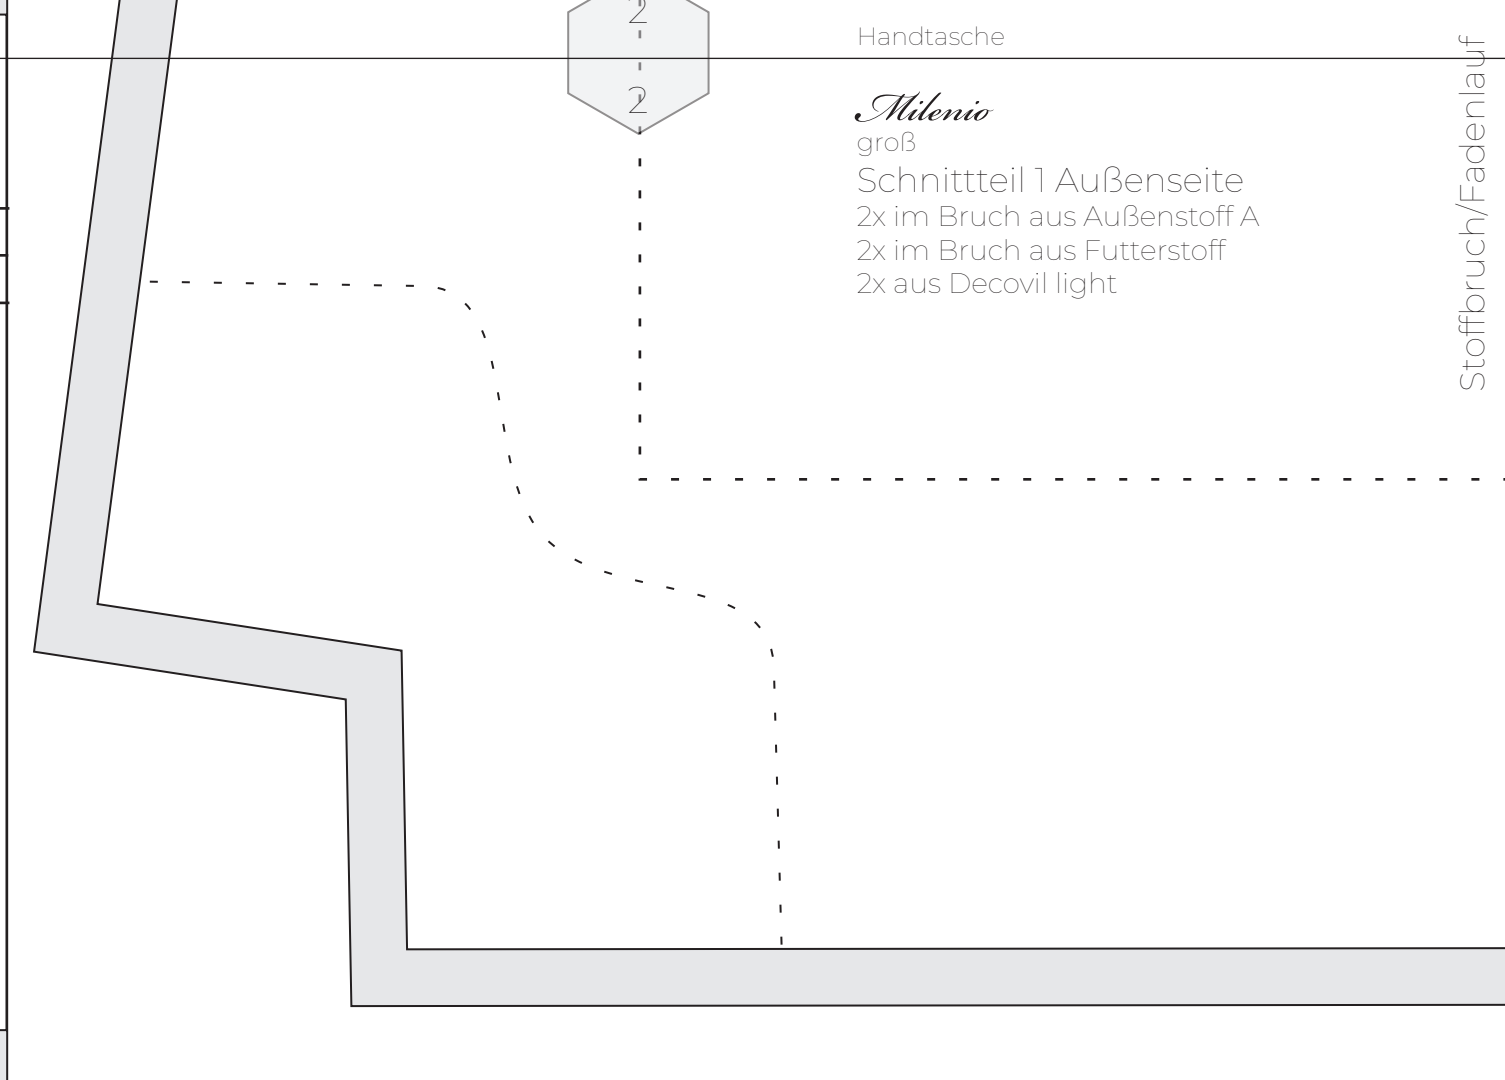 2
2
Handtasche
Milenio
groß
Schnittteil 1 Außenseite
2x im Bruch aus Außenstoff A
2x im Bruch aus Futterstoff
2x aus Decovil light
Stoffbruch/Fadenlauf